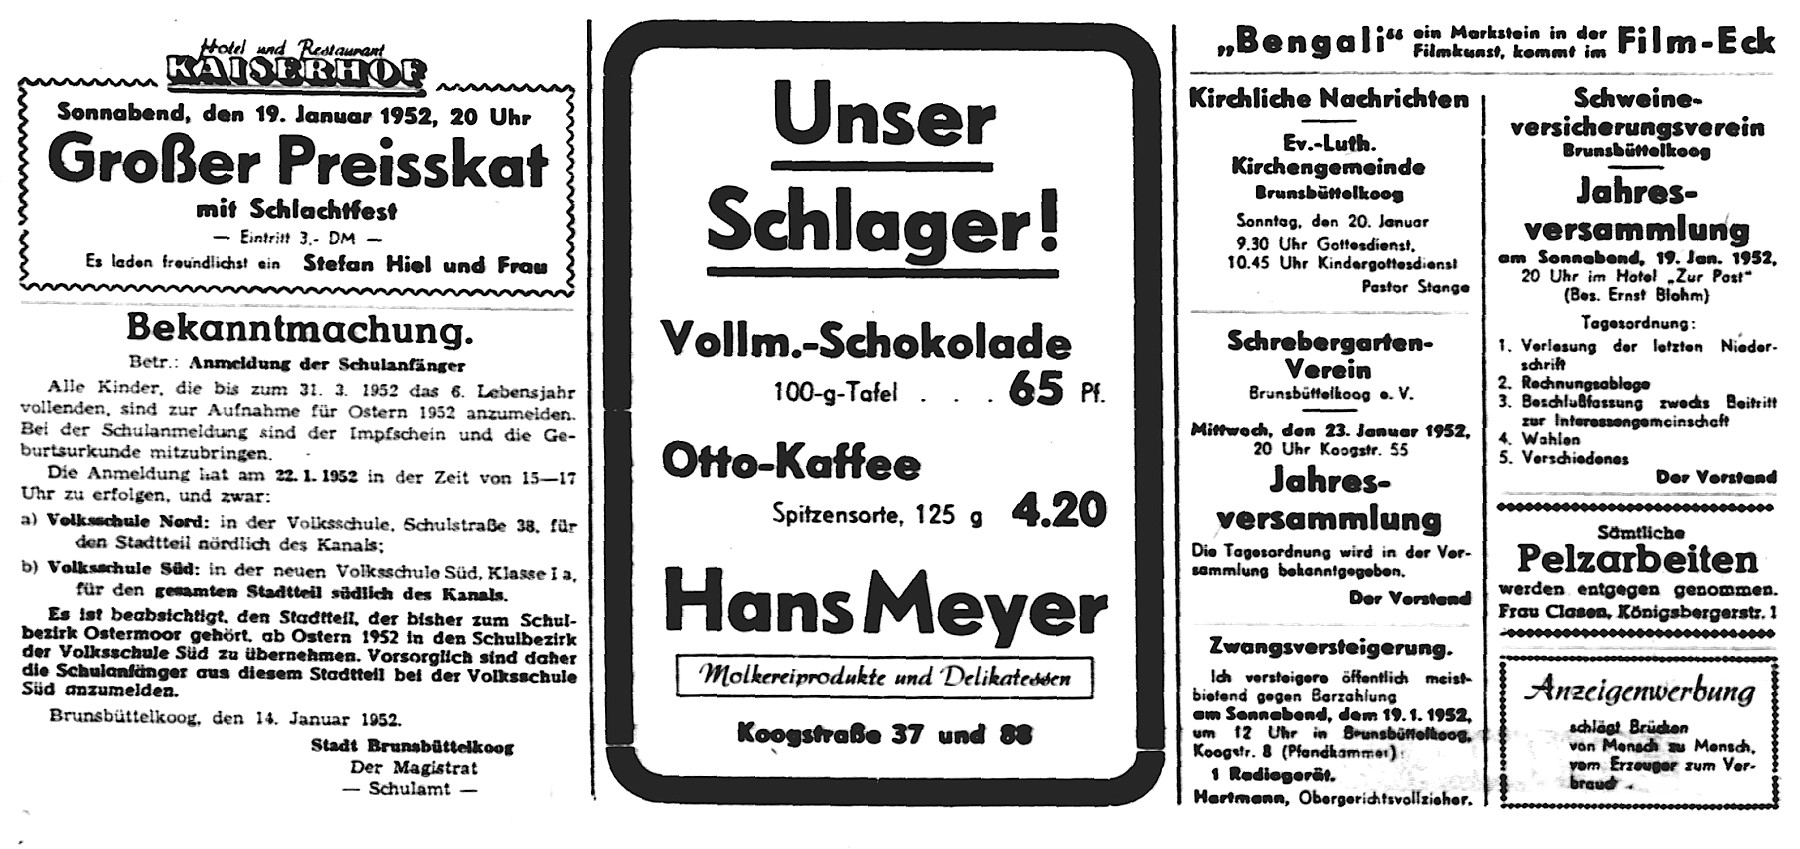 Hotel und Restaurant
KAISERHOF
Sonnabend, den 19. Januar 1952, 20 Uhr
Großer Preisskat
mit Schlachtfest
— Eintritt 3,- DM —
Es laden freundlichst ein Stefan Hiel und Frau
Bekanntmachung.
Betr.: Anmeldung der Schulanfänger
Alle Kinder, die bis zum 31. 3. 1952 das 6. Lebensjahr
vollenden, sind zur Aufnahme für Ostern 1952 anzumelden.
Bei der Schulanmeldung sind der Impfschein und die Ge-
burtsurkunde mitzubringen.
Die Anmeldung hat am 22. 1. 1952 in der Zeit von 15—17
Uhr zu erfolgen, und zwar:
a) Volksschule Nord: in der Volksschule, Schulstraße 38, für
den Stadtteil nördlich des Kanals;
b) Volksschule Süd: in der neuen Volksschule Süd, Klasse I a,
für den gesamten Stadtteil südlich des Kanals.
Es ist beabsichtigt, den Stadtteil, der bisher zum Schul-
bezirk Ostermoor gehört, ab Ostern 1952 in den Schulbezirk
der Volksschule Süd zu übernehmen. Vorsorglich sind daher
die Schulanfänger aus diesem Stadtteil bei der Volksschule
Süd anzumelden.
Brunsbüttelkoog, den 14. Januar 1952.
Stadt Brunsbüttelkoog
Der Magistrat
— Schulamt —
Unser
Schlager!
Vollm.-Schokolade
100-g-Tafel . . . 65 Pf.
Otto-Kaffee
Spitzensorte, 125 g 4.20
Hans Meyer
Molkereiprodukte und Delikatessen
Koogstraße 37 und 88
„Bengali“ ein Markstein in der
Filmkunst, kommt im Film-Eck
Kirchliche Nachrichten
Ev.-Luth.
Kirchengemeinde
Brunsbüttelkoog
Sonntag, den 20. Januar
9.30 Uhr Gottesdienst,
10.45 Uhr Kindergottesdienst
Pastor Stange
Schrebergarten-
Verein
Brunsbüttelkoog e. V.
Mittwoch, den 23. Januar 1952,
20 Uhr Koogstr. 55
Jahres-
versammlung
Die Tagesordnung wird in der Ver-
sammlung bekanntgegeben.
Der Vorstand
Zwangsversteigerung.
Ich versteigere öffentlich meist-
bietend gegen Barzahlung
am Sonnabend, dem 19. 1. 1952,
um 12 Uhr in Brunsbüttelkoog,
Koogstr. 8 (Pfandkammer):
1 Radiogerät.
Hartmann, Obergerichtsvollzieher.
Schweine-
versicherungsverein
Brunsbüttelkoog
Jahres-
versammlung
am Sonnabend, 19. Jan. 1952,
20 Uhr im Hotel „Zur Post“
(Bes. Ernst Blohm)
Tagesordnung:
1. Verlesung der letzten Nieder-
schrift
2. Rechnungsablage
3. Beschlußfassung zwecks Beitritt
zur Interessengemeinschaft
4. Wahlen
5. Verschiedenes
Der Vorstand
Sämtliche
Pelzarbeiten
werden entgegen genommen.
Frau Clasen, Königsbergerstr. 1
Anzeigenwerbung
schlägt Brücken
von Mensch zu Mensch,
vom Erzeuger zum Ver-
brauch .